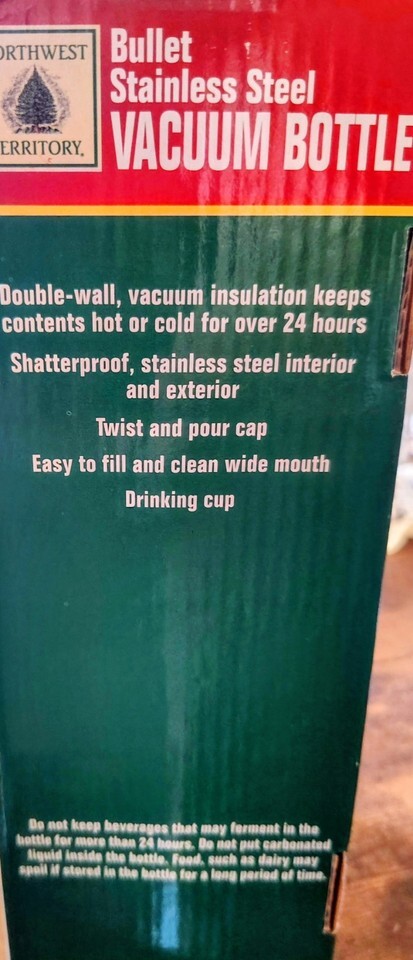 ORTHWEST
ERRITORY.
Bullet
Stainless Steel
VACUUM BOTTLE
Double-wall, vacuum insulation keeps
contents hot or cold for over 24 hours
Shatterproof, stainless steel interior
and exterior
Twist and pour cap
Easy to fill and clean wide mouth
Drinking cup
Do not keep beverages that may ferment in the
bottle for more than 24 hours. Do not put carbonated
liquid inside the bottle. Food, such as dairy may
spoil if stored in the bottle for a long period of time.